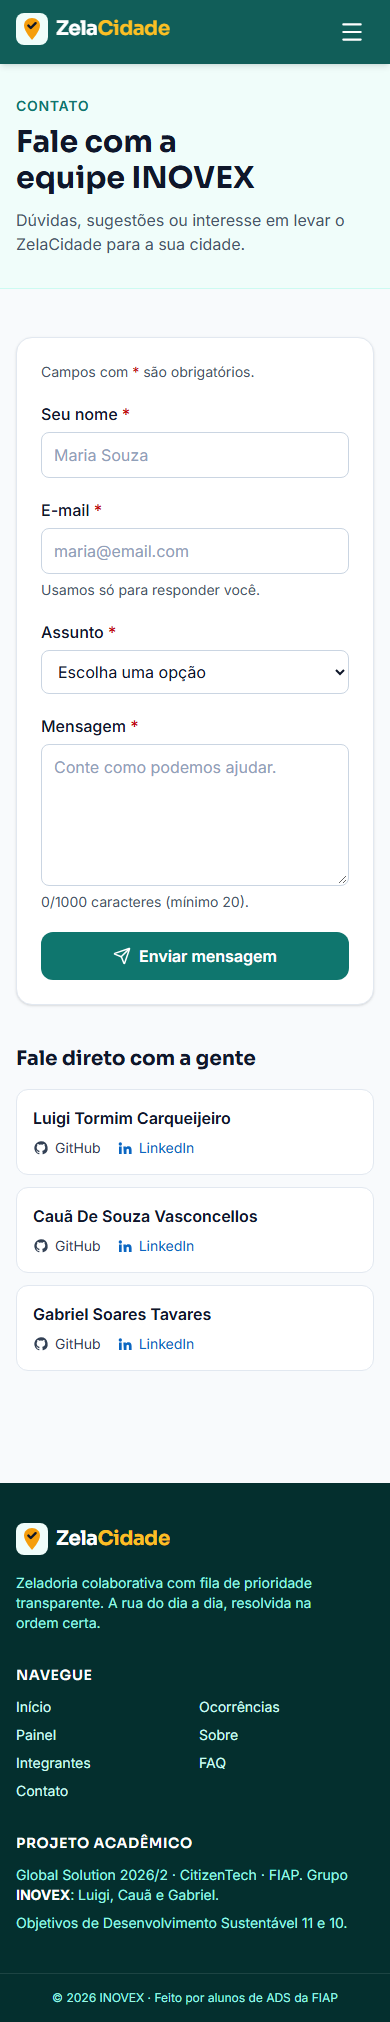 ZelaCidade
CONTATO
Fale com a
equipe INOVEX
Dúvidas, sugestões ou interesse em levar o
ZelaCidade para a sua cidade.
Campos com * são obrigatórios.
Seu nome *
Maria Souza
E-mail *
maria@email.com
Usamos só para responder você.
Assunto *
Escolha uma opção
Mensagem *
Conte como podemos ajudar.
0/1000 caracteres (mínimo 20).
Enviar mensagem
Fale direto com a gente
Luigi Tormim Carqueijeiro
GitHub LinkedIn
Cauã De Souza Vasconcellos
GitHub LinkedIn
Gabriel Soares Tavares
GitHub LinkedIn
ZelaCidade
Zeladoria colaborativa com fila de prioridade
transparente. A rua do dia a dia, resolvida na
ordem certa.
NAVEGUE
Início Ocorrências
Painel Sobre
Integrantes FAQ
Contato
PROJETO ACADÊMICO
Global Solution 2026/2 · CitizenTech · FIAP. Grupo
INOVEX: Luigi, Cauã e Gabriel.
Objetivos de Desenvolvimento Sustentável 11 e 10.
© 2026 INOVEX · Feito por alunos de ADS da FIAP